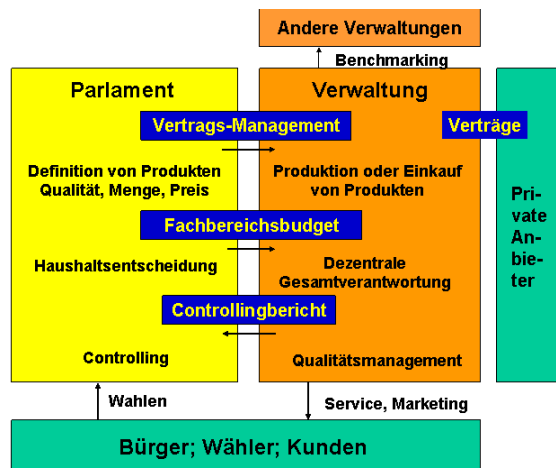 Andere Verwaltungen
Benchmarking
Parlament
Verwaltung
Vertrags-Management
Verträge
Definition von Produkten
Qualität, Menge, Preis
Produktion oder Einkauf
von Produkten
Pri-
vate
An-
bie-
ter
Fachbereichsbudget
Haushaltsentscheidung
Dezentrale
Gesamtverantwortung
Controllingbericht
Controlling
Qualitätsmanagement
Wahlen
Service, Marketing
Bürger; Wähler; Kunden